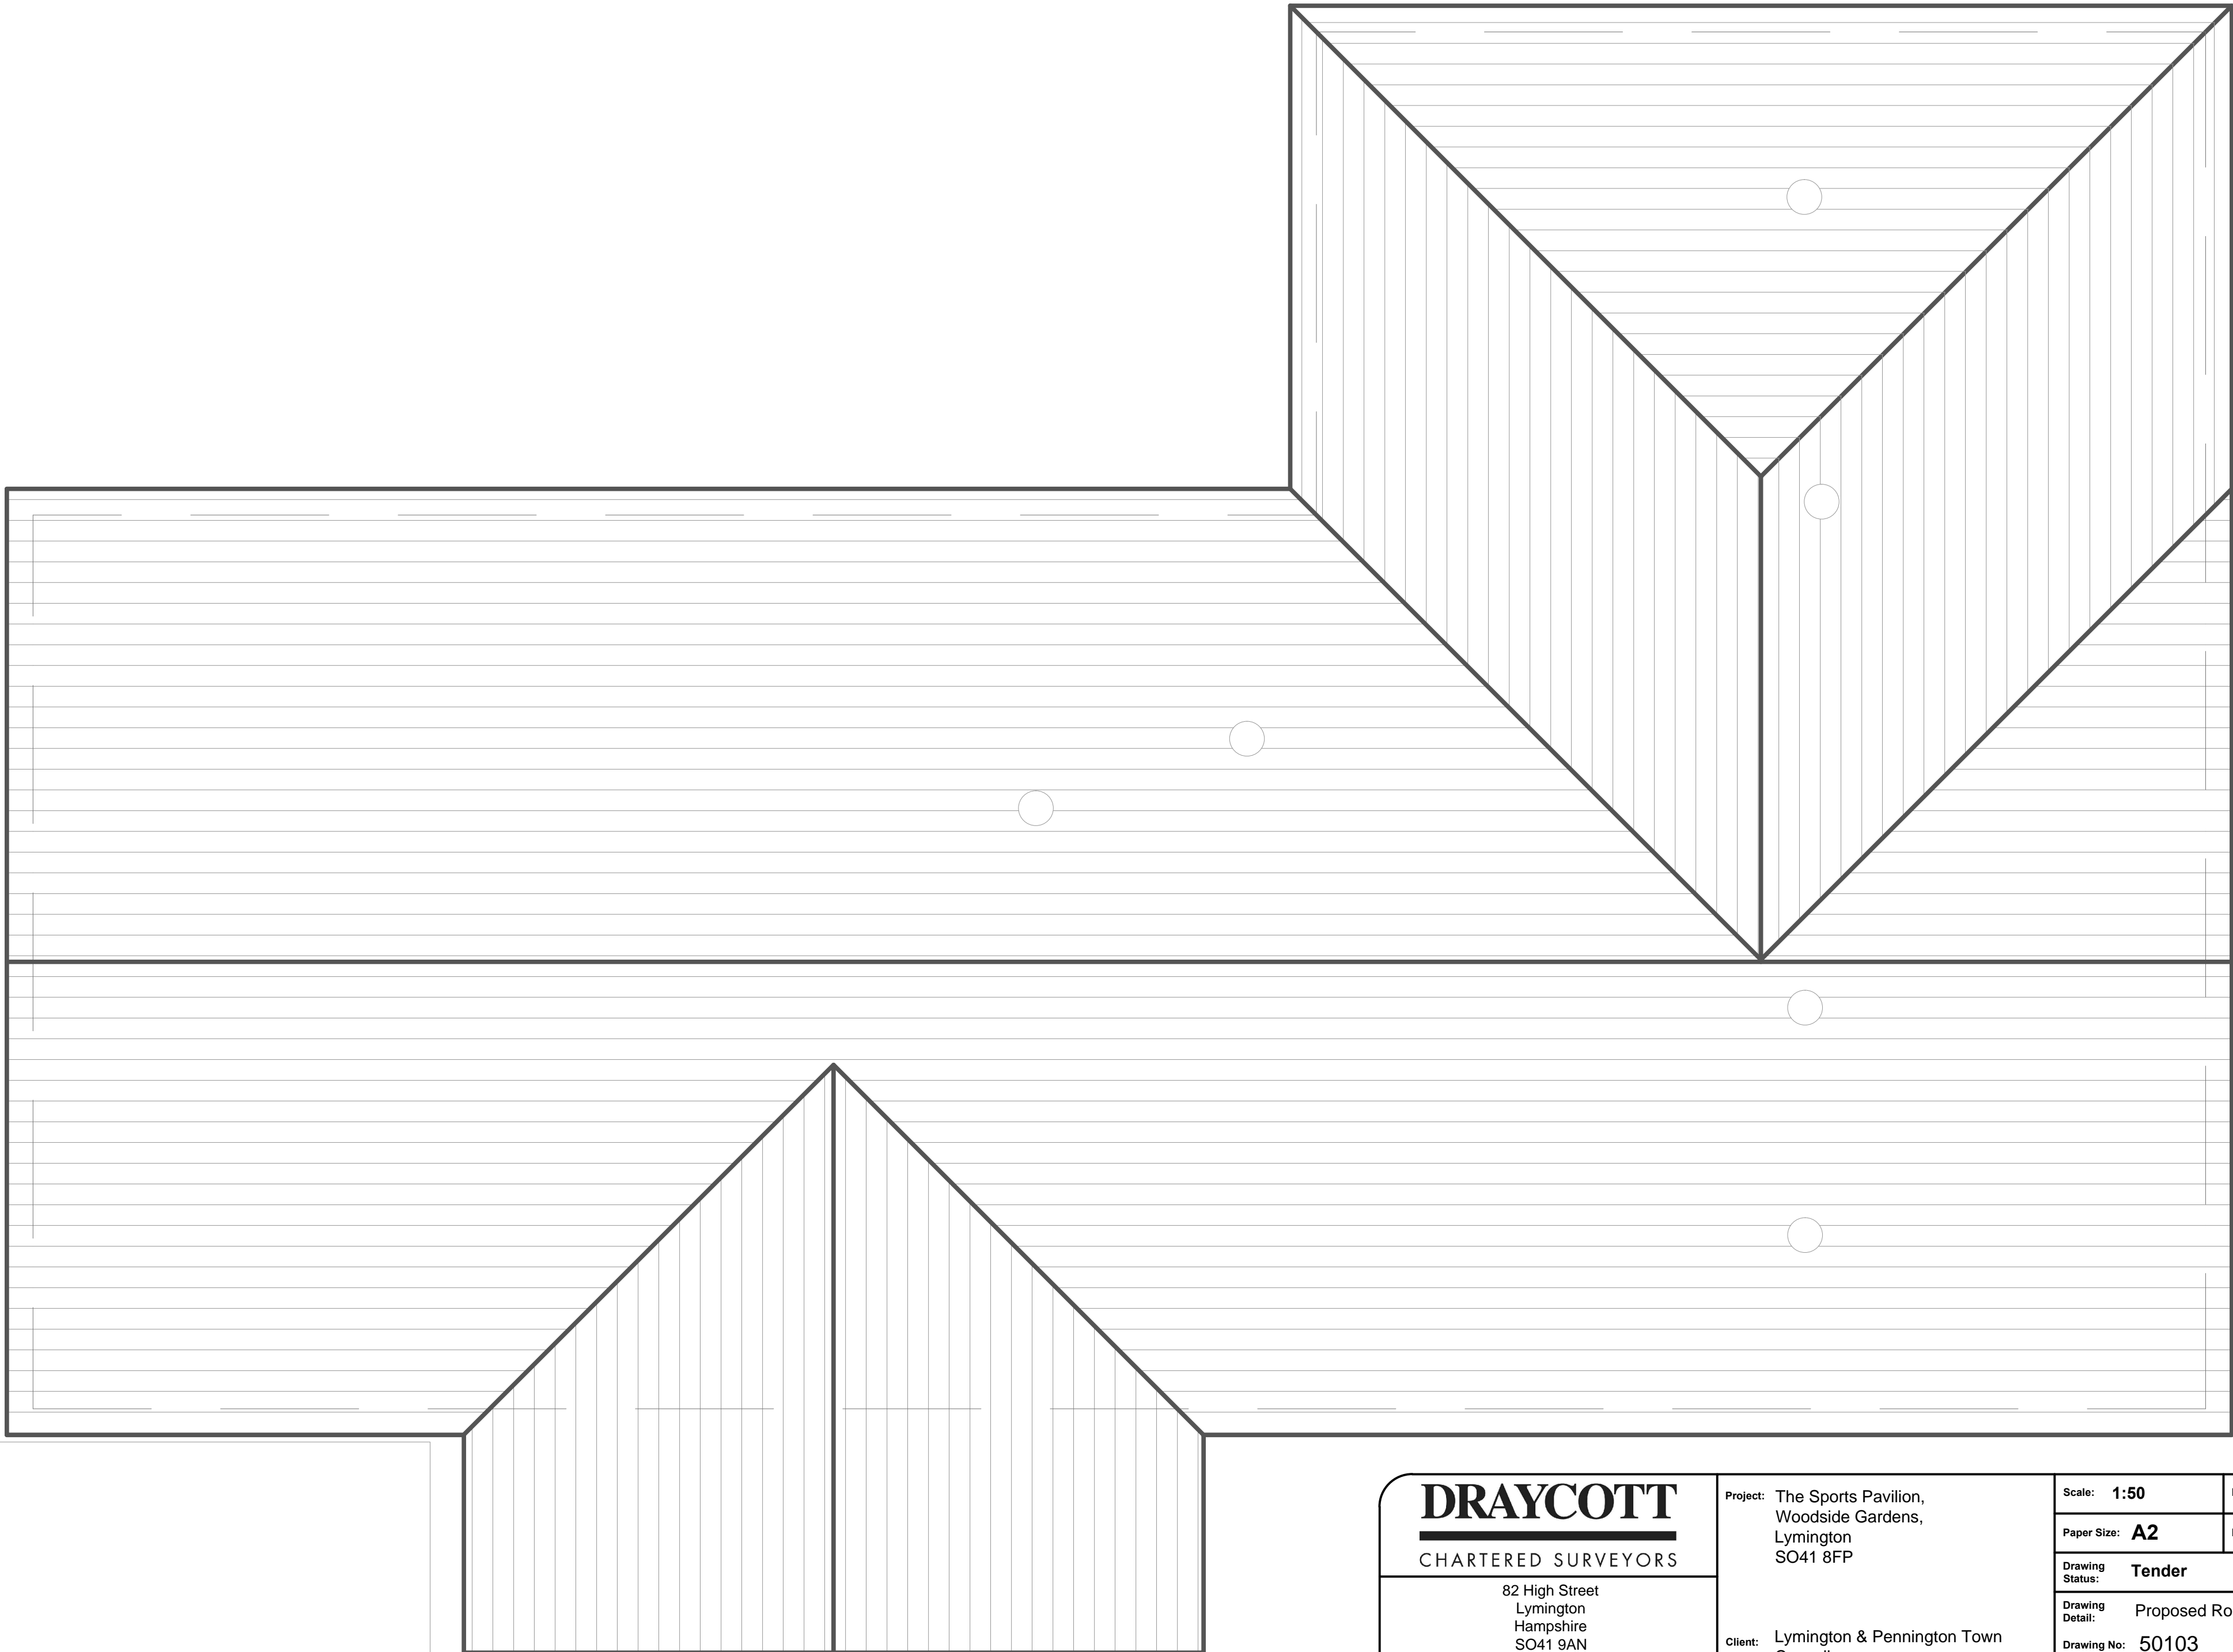 DRAYCOTT
CHARTERED SURVEYORS
82 High Street
Lymington
Hampshire
SO41 9AN
Project: The Sports Pavilion,
Woodside Gardens,
Lymington
SO41 8FP
Client: Lymington & Pennington Town
Scale: 1:50
Paper Size: A2
Drawing Status: Tender
Drawing Detail: Proposed
Drawing No: 50103